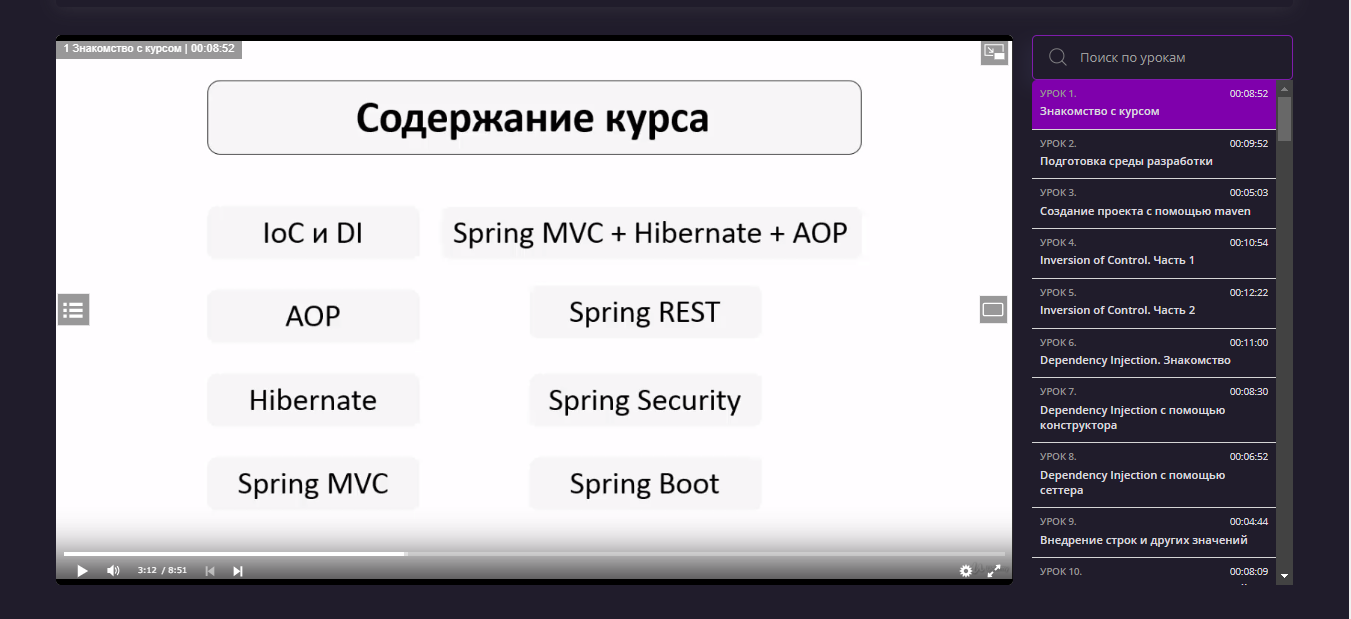 1 Знакомство с курсом | 00:08:52
Содержание курса
IoC и DI
Spring MVC + Hibernate + AOP
AOP
Spring REST
Hibernate
Spring Security
Spring MVC
Spring Boot
3:12 / 8:51
Поиск по урокам
УРОК 1. 00:08:52
Знакомство с курсом
УРОК 2. 00:09:52
Подготовка среды разработки
УРОК 3. 00:05:03
Создание проекта с помощью maven
УРОК 4. 00:10:54
Inversion of Control. Часть 1
УРОК 5. 00:12:22
Inversion of Control. Часть 2
УРОК 6. 00:11:00
Dependency Injection. Знакомство
УРОК 7. 00:08:30
Dependency Injection с помощью
конструктора
УРОК 8. 00:06:52
Dependency Injection с помощью
сеттера
УРОК 9. 00:04:44
Внедрение строк и других значений
УРОК 10. 00:08:09